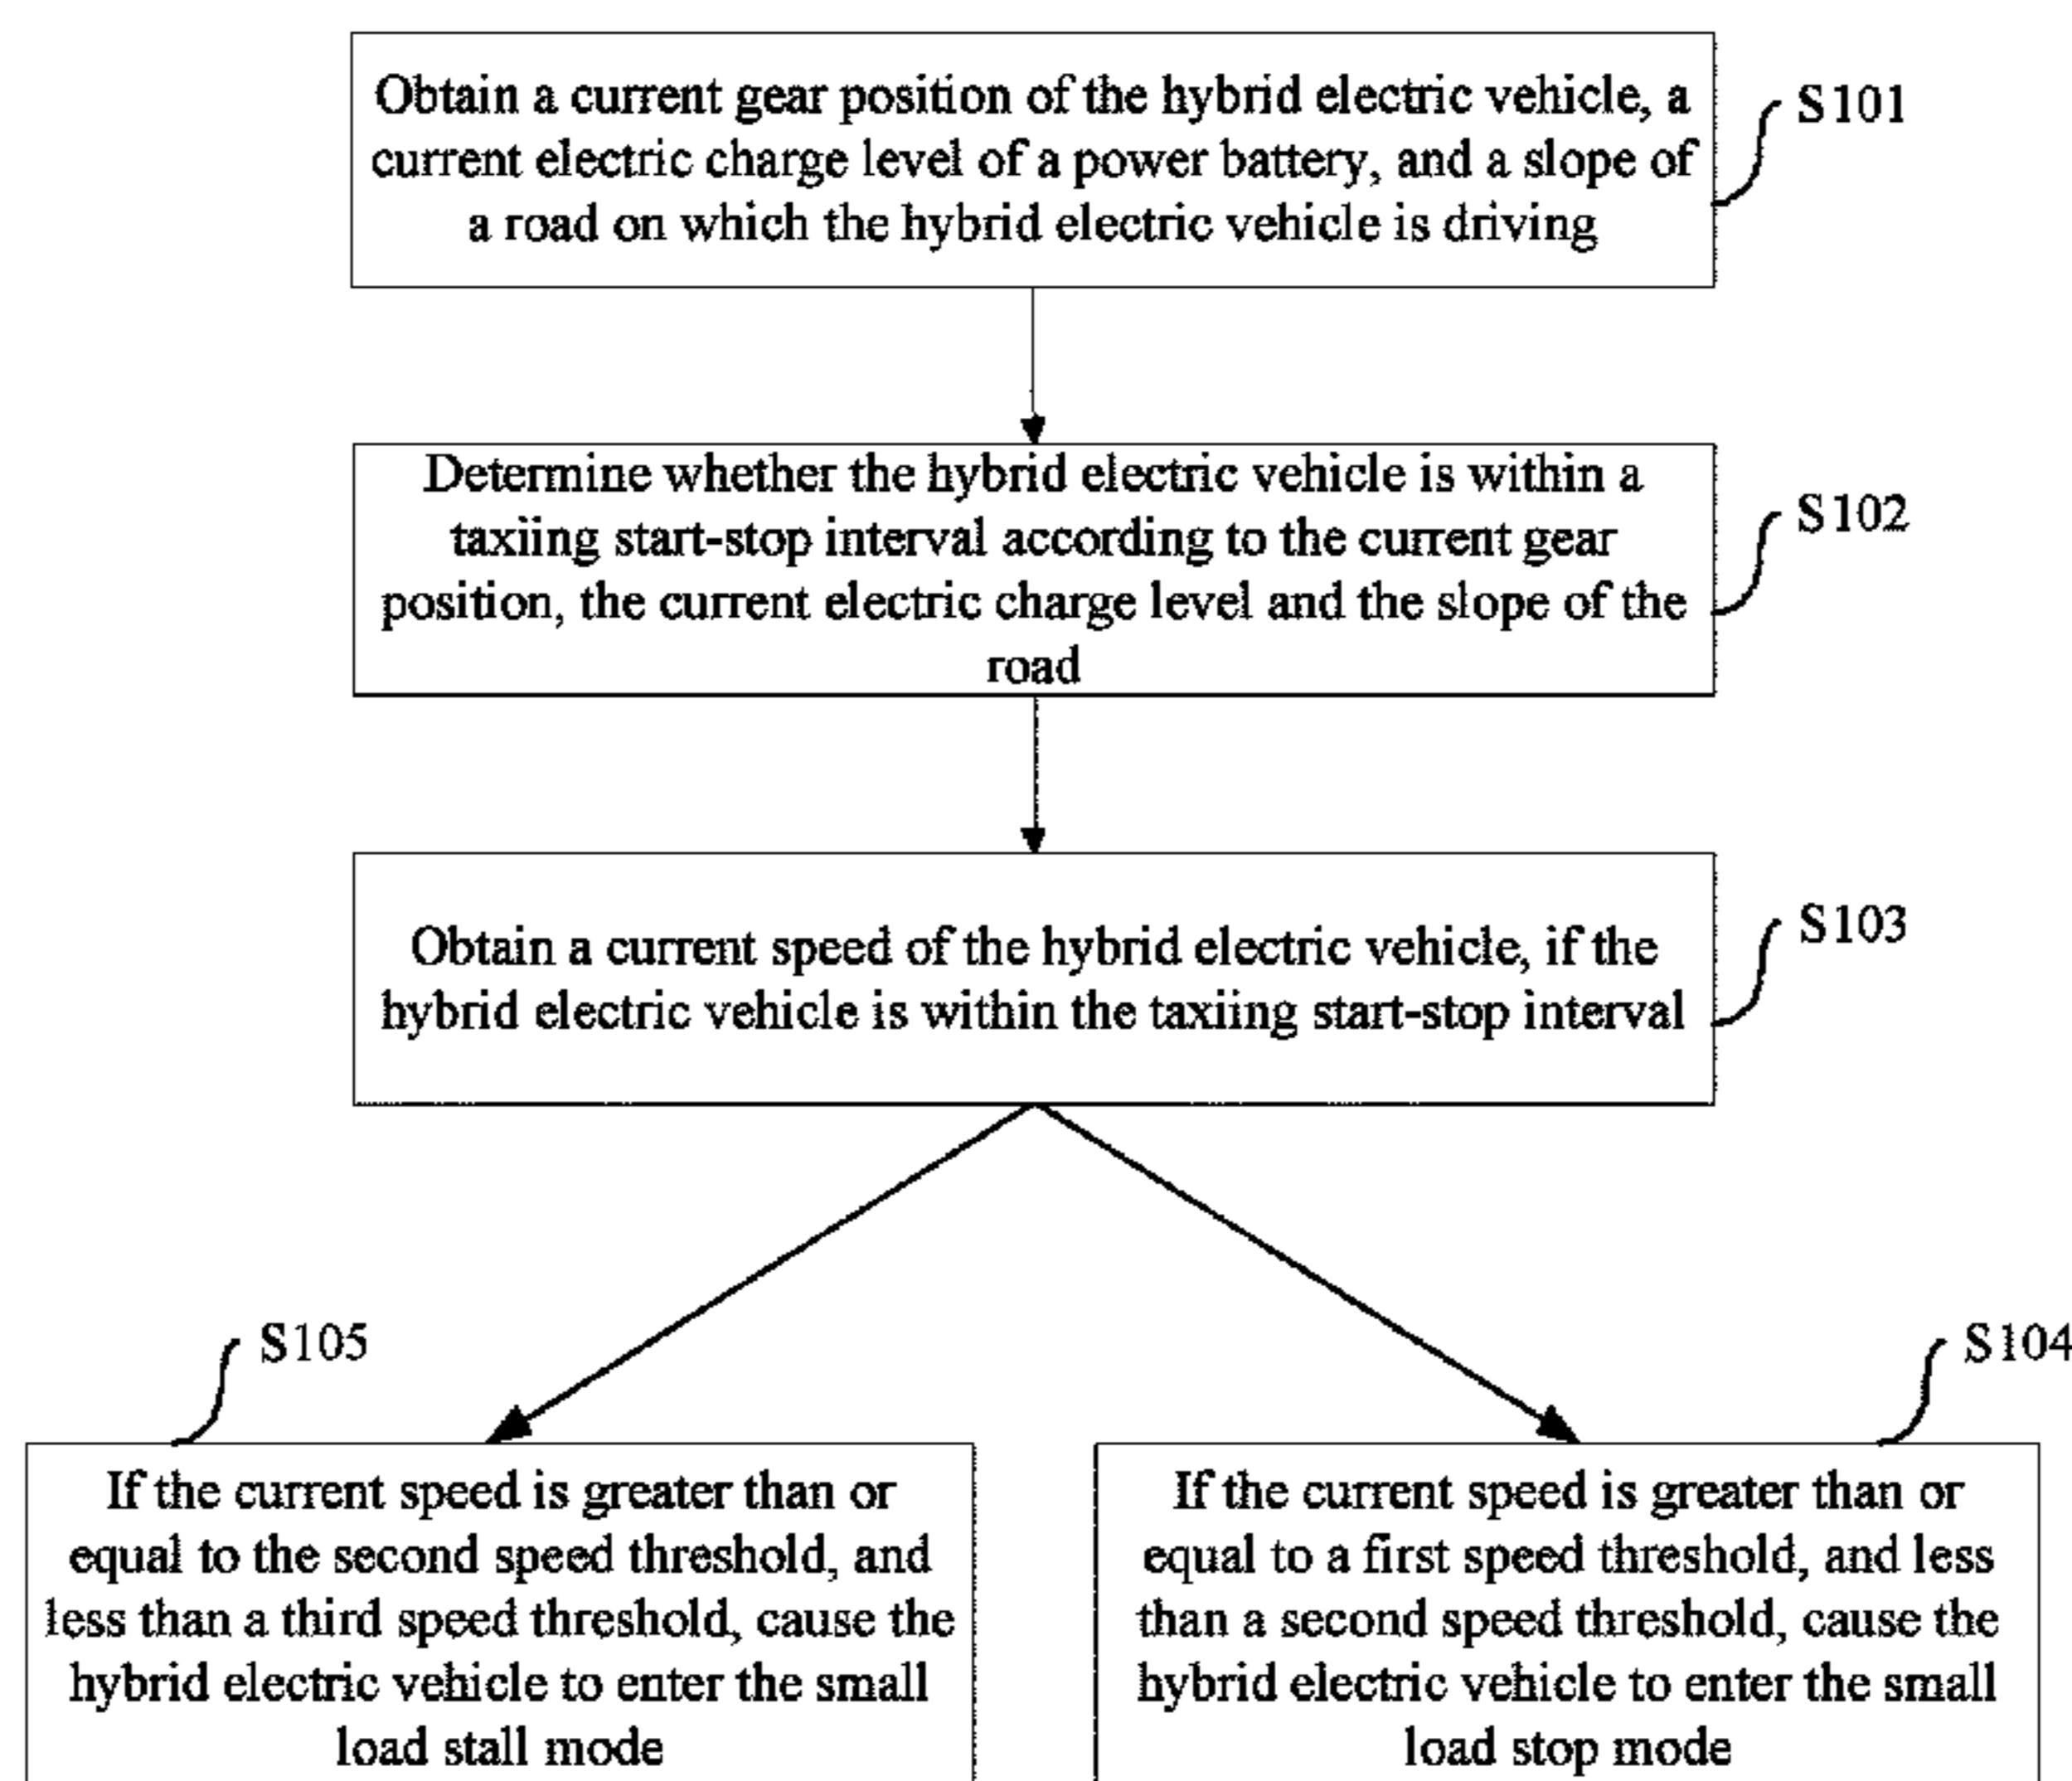 Obtain a current gear position of the hybrid electric vehicle, a
current electric charge level of a power battery, and a slope of
a road on which the hybrid electric vehicle is driving
S101
Determine whether the hybrid electric vehicle is within a
taxiing start-stop interval according to the current gear
position, the current electric charge level and the slope of the
road
S102
Obtain a current speed of the hybrid electric vehicle, if the
hybrid electric vehicle is within the taxiing start-stop interval
S103
S105
If the current speed is greater than or
equal to the second speed threshold, and
less than a third speed threshold, cause the
hybrid electric vehicle to enter the small
load stall mode
S104
If the current speed is greater than or
equal to a first speed threshold, and less
than a second speed threshold, cause the
hybrid electric vehicle to enter the small
load stop mode